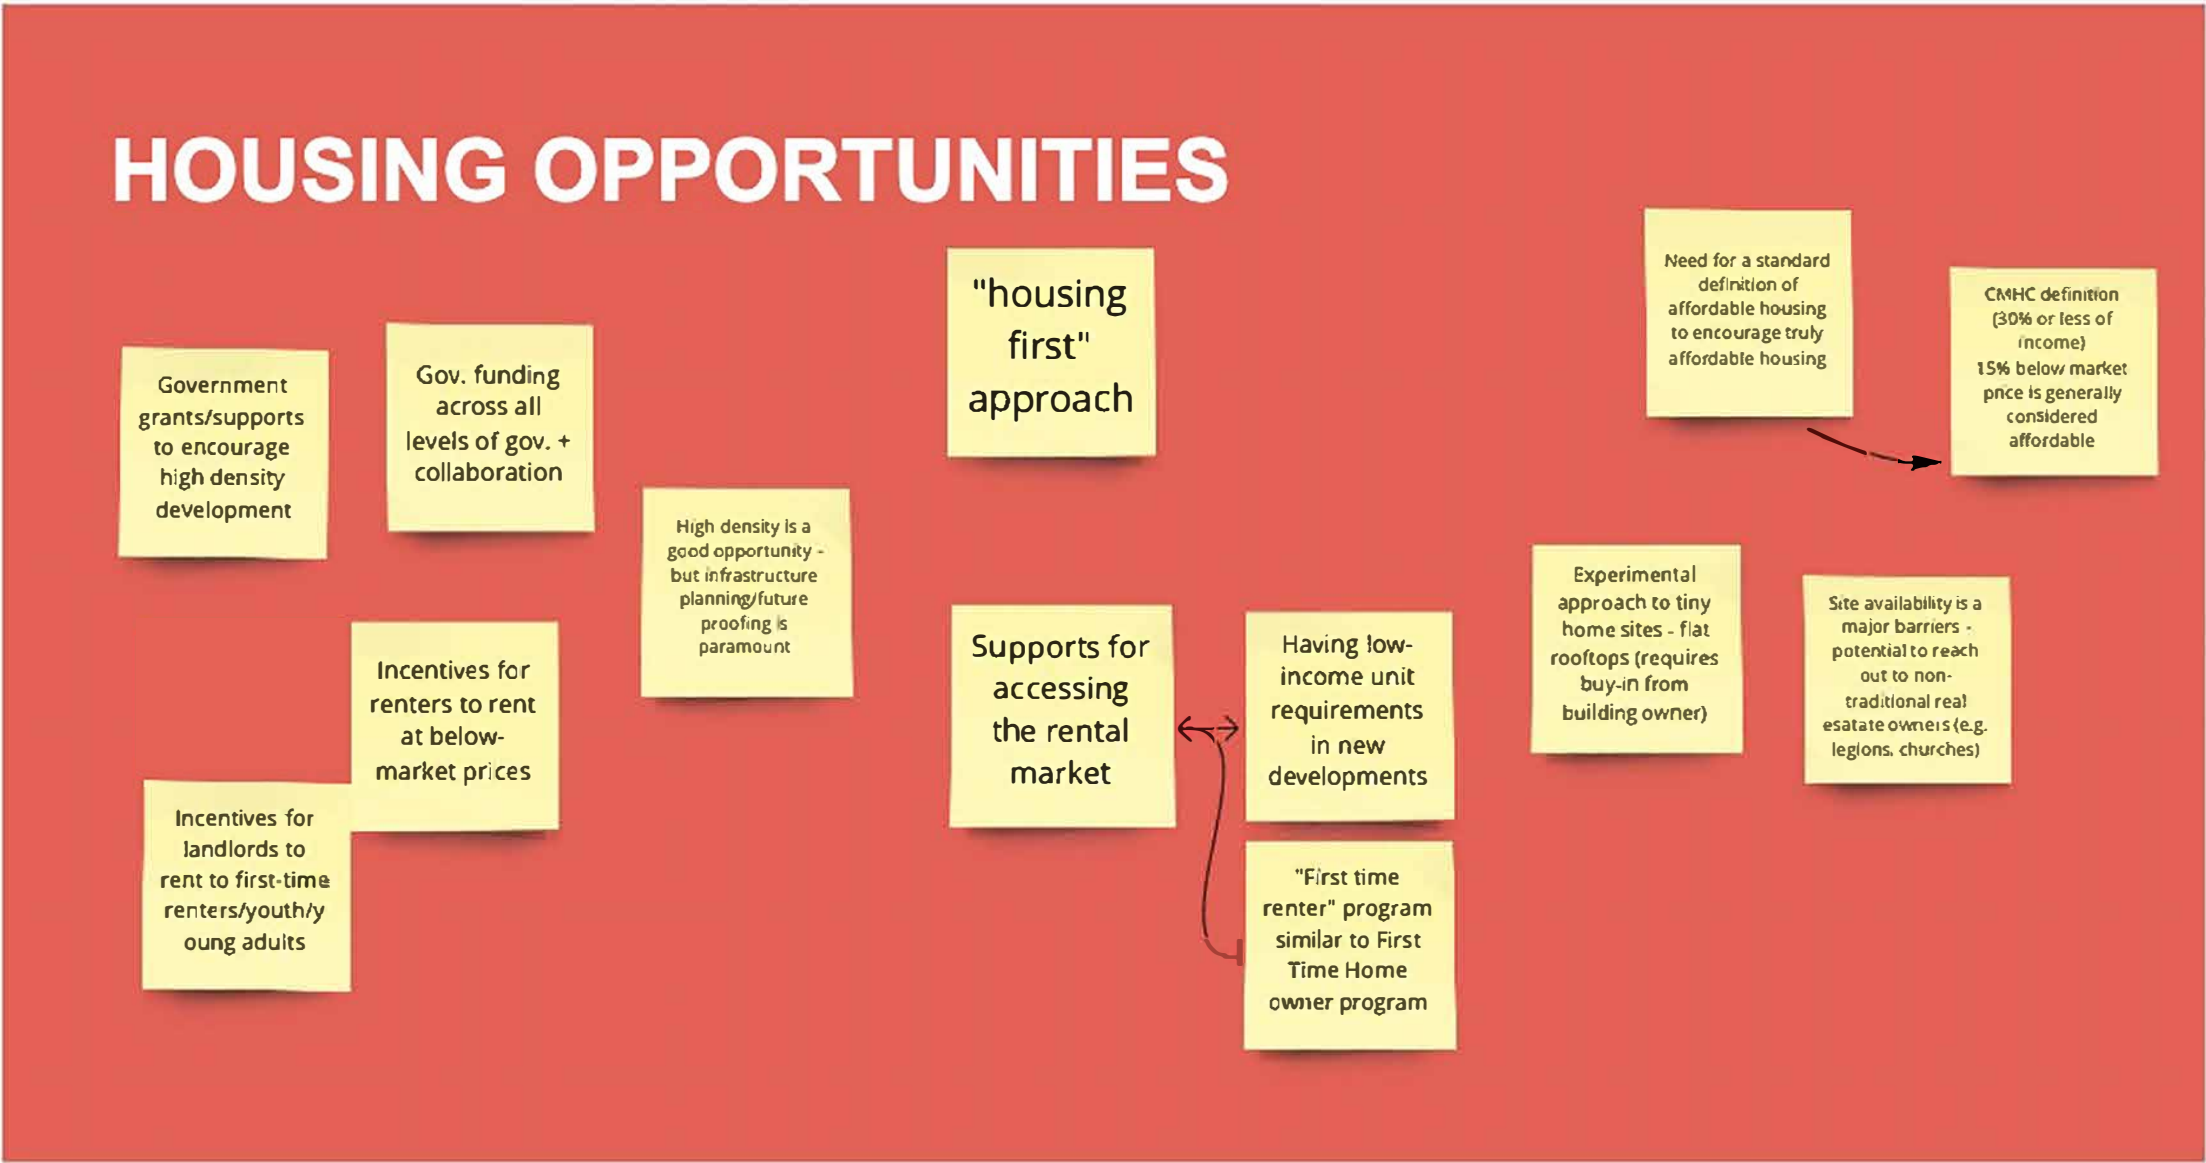 HOUSING OPPORTUNITIES
Government
grants/supports
to encourage
high density
development
Gov. funding
across all
levels of gov. +
collaboration
High density is a
good opportunity -
but infrastructure
planning/future
proofing is
paramount
Incentives for
renters to rent
at below-
market prices
Incentives for
landlords to
rent to first-time
renters/youth/y
oung adults
"housing
first"
approach
Supports for
accessing
the rental
market
Having low-
income unit
requirements
in new
developments
"First time
renter" program
similar to First
Time Home
owner program
Need for a standard
definition of
affordable housing
to encourage truly
affordable housing
CMHC definition
(30% or less of
income)
15% below market
price is generally
considered
affordable
Experimental
approach to tiny
home sites - flat
rooftops (requires
buy-in from
building owner)
Site availability is a
major barriers -
potential to reach
out to non-
traditional real
esatate owners (e.g.
legions, churches)